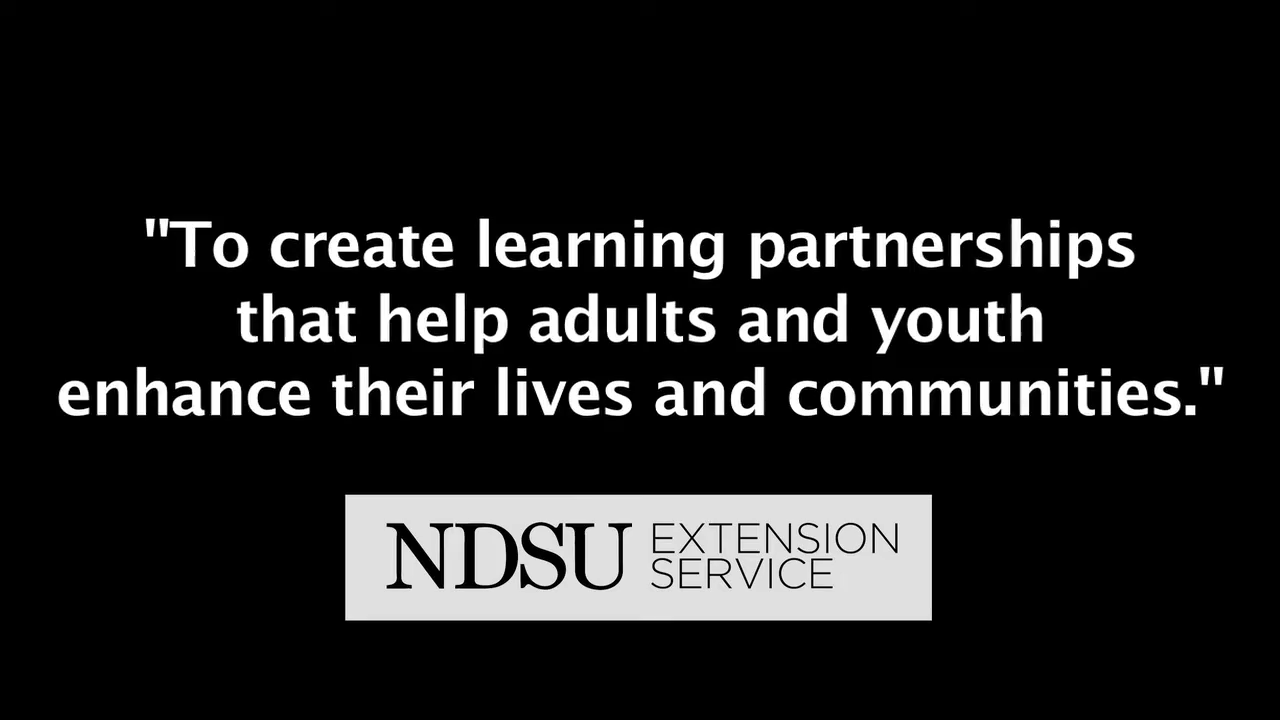 "To create learning partnerships
that help adults and youth
enhance their lives and communities."
NDSU EXTENSION
SERVICE